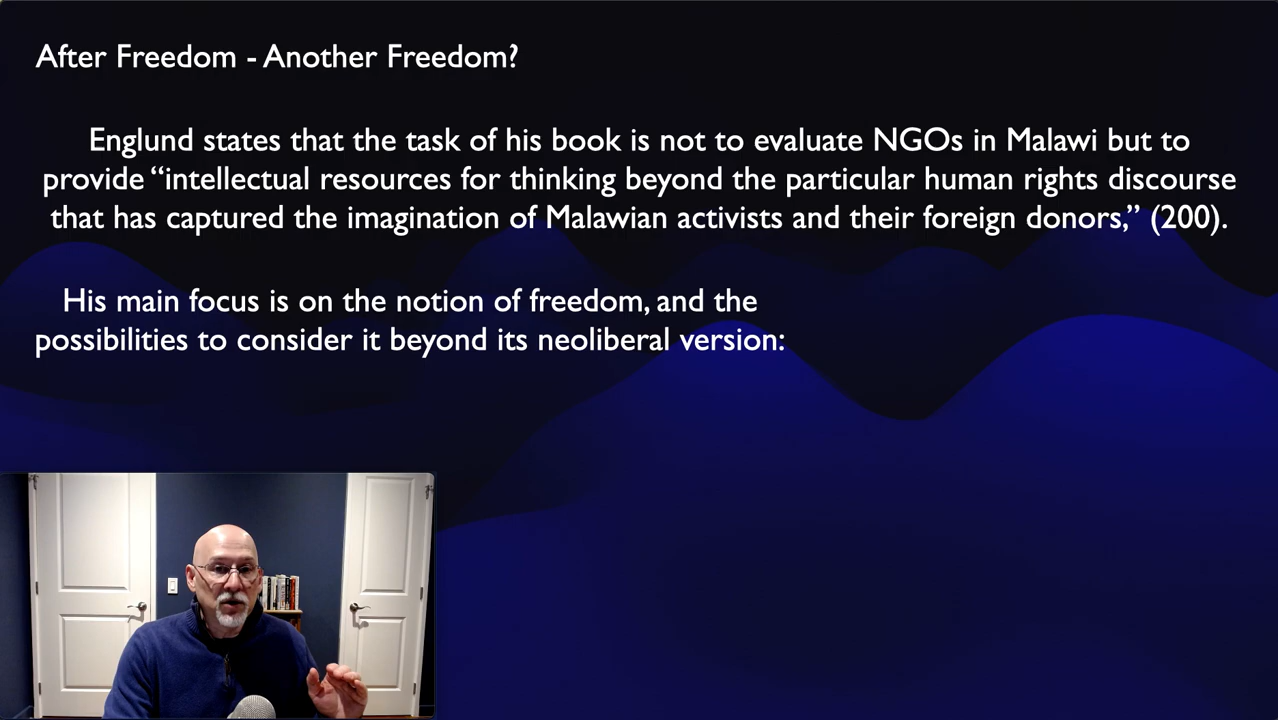 After Freedom - Another Freedom?
Englund states that the task of his book is not to evaluate NGOs in Malawi but to
provide “intellectual resources for thinking beyond the particular human rights discourse
that has captured the imagination of Malawian activists and their foreign donors,” (200).
His main focus is on the notion of freedom, and the
possibilities to consider it beyond its neoliberal version: